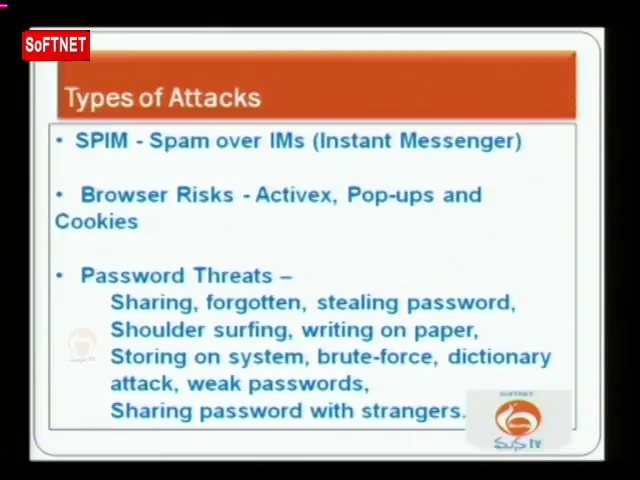 SoFTNET
Types of Attacks
• SPIM - Spam over IMs (Instant Messenger)
• Browser Risks - Activex, Pop-ups and
Cookies
• Password Threats –
Sharing, forgotten, stealing password,
Shoulder surfing, writing on paper,
Storing on system, brute-force, dictionary
attack, weak passwords,
Sharing password with strangers.
SOFTNET
TV